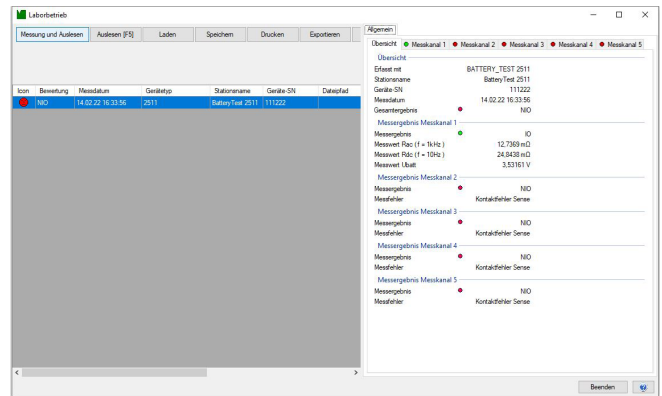 Laborbetrieb
Messung und Auslesen Auslesen [F5] Laden Speichern Drucken Exportieren
Icon Bewertung Messdatum Gerätetyp Stationsname Geräte-SN Dateipfad
NIO 14.02.22 16:33:56 2511 BatteryTest 2511 111222
Allgemein
Übersicht Messkanal 1 Messkanal 2 Messkanal 3 Messkanal 4 Messkanal 5
Übersicht
Erfasst mit BATTERY_TEST 2511
Stationsname BatteryTest 2511
Geräte-SN 111222
Messdatum 14.02.22 16:33:56
Gesamtergebnis NIO
Messergebnis Messkanal 1
Messergebnis IO
Messwert Rac ( f = 1kHz ) 12,7369 mΩ
Messwert Rdc ( f = 10Hz ) 24,8438 mΩ
Messwert Ubatt 3,53161 V
Messergebnis Messkanal 2
Messergebnis NIO
Messfehler Kontaktfehler Sense
Messergebnis Messkanal 3
Messergebnis NIO
Messfehler Kontaktfehler Sense
Messergebnis Messkanal 4
Messergebnis NIO
Messfehler Kontaktfehler Sense
Messergebnis Messkanal 5
Messergebnis NIO
Messfehler Kontaktfehler Sense
Beenden